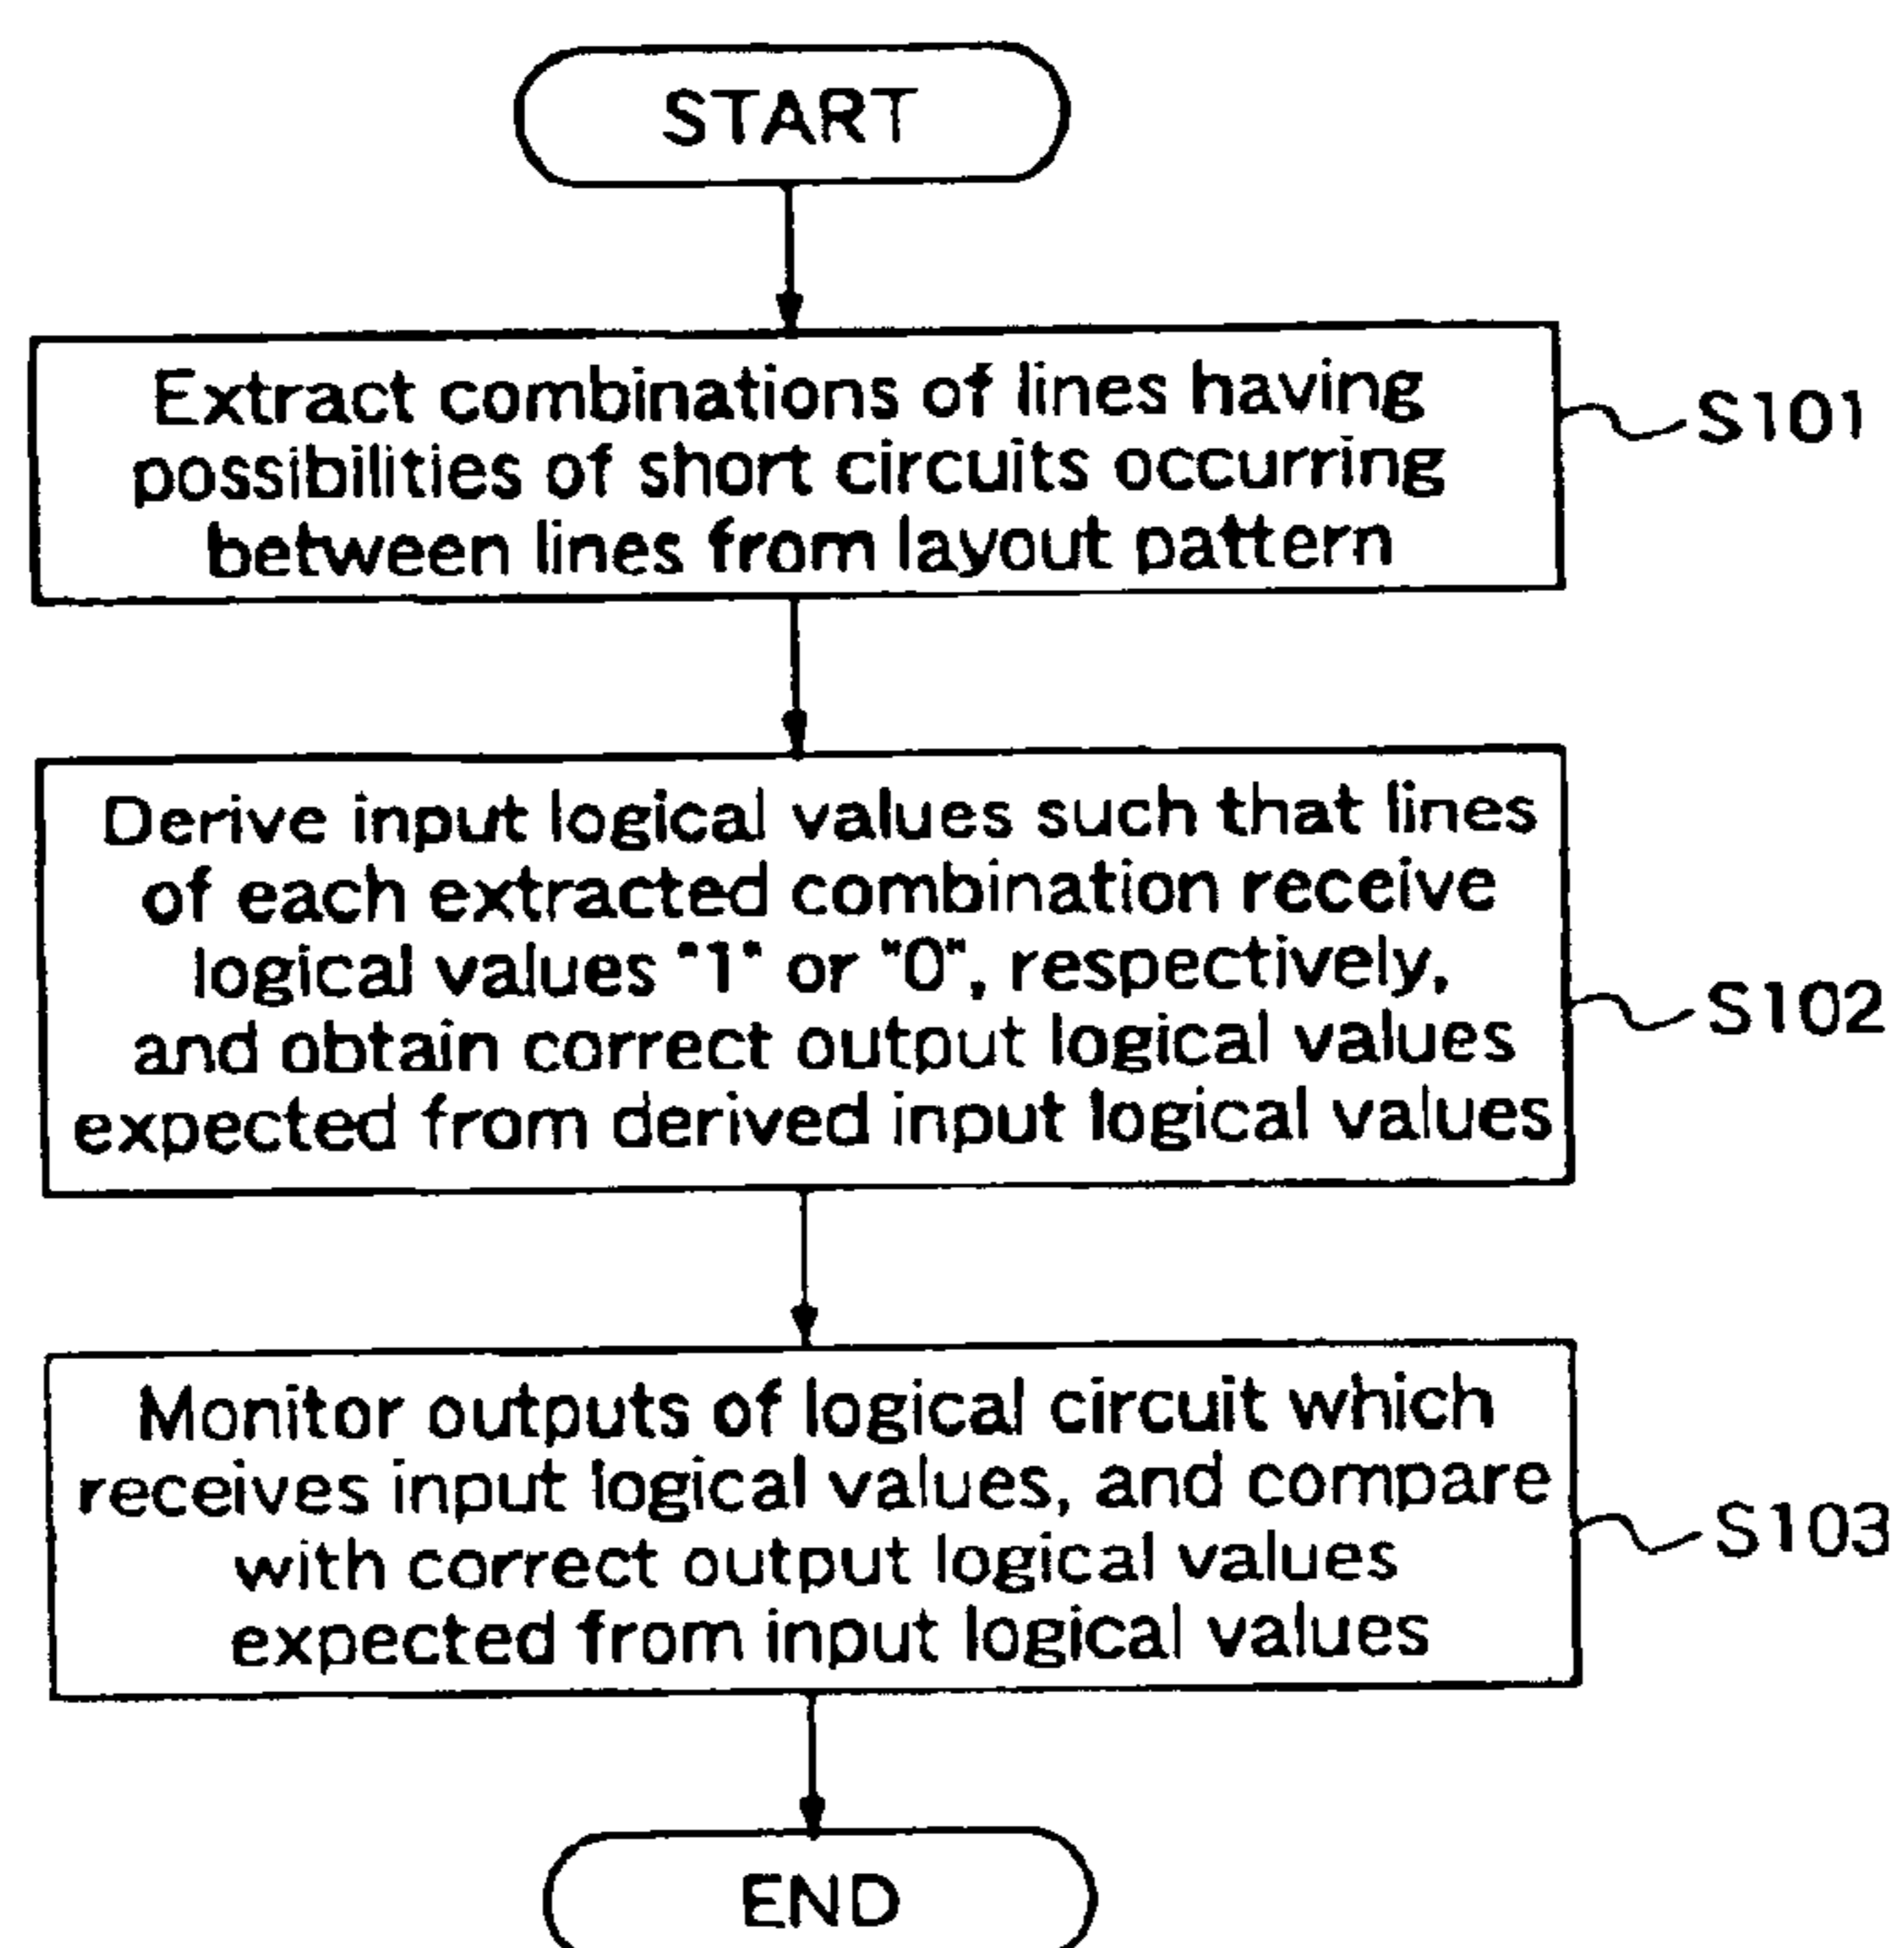 START
Extract combinations of lines having
possibilities of short circuits occurring
between lines from layout pattern
S101
Derive input logical values such that lines
of each extracted combination receive
logical values "1" or "0", respectively,
and obtain correct output logical values
expected from derived input logical values
S102
Monitor outputs of logical circuit which
receives input logical values, and compare
with correct output logical values
expected from input logical values
S103
END